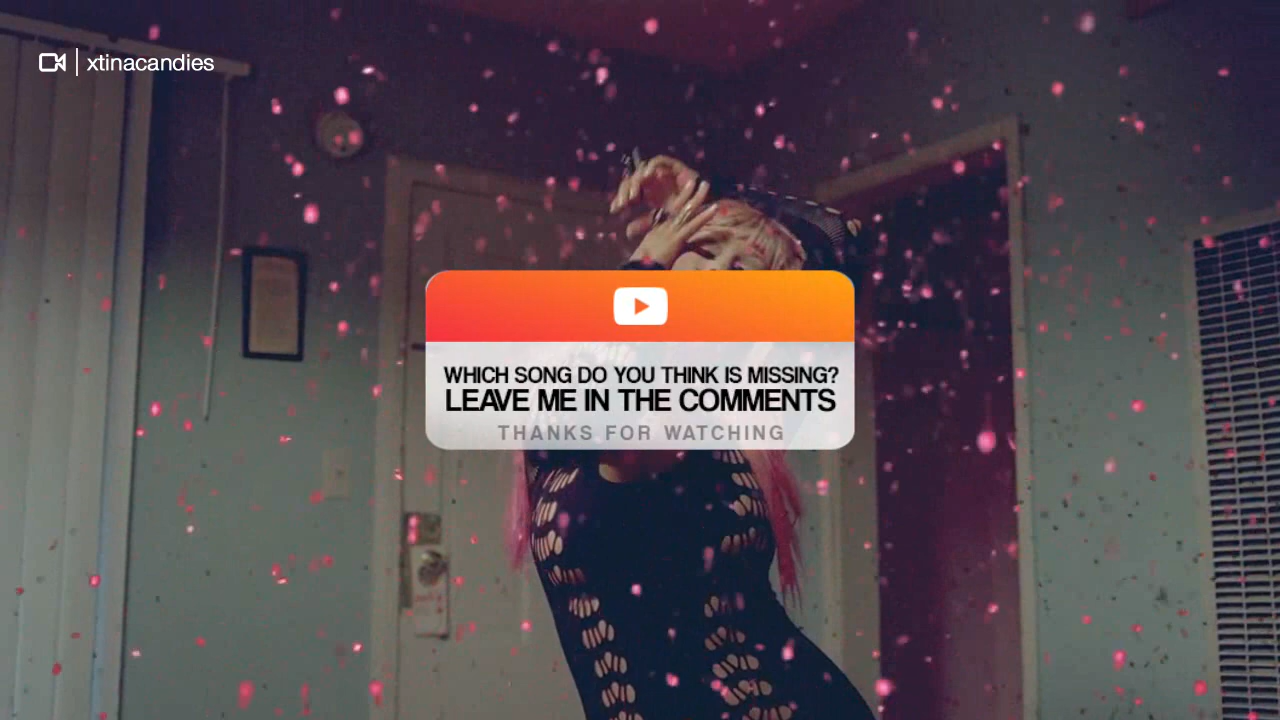 xtinacandies
WHICH SONG DO YOU THINK IS MISSING?
LEAVE ME IN THE COMMENTS
THANKS FOR WATCHING